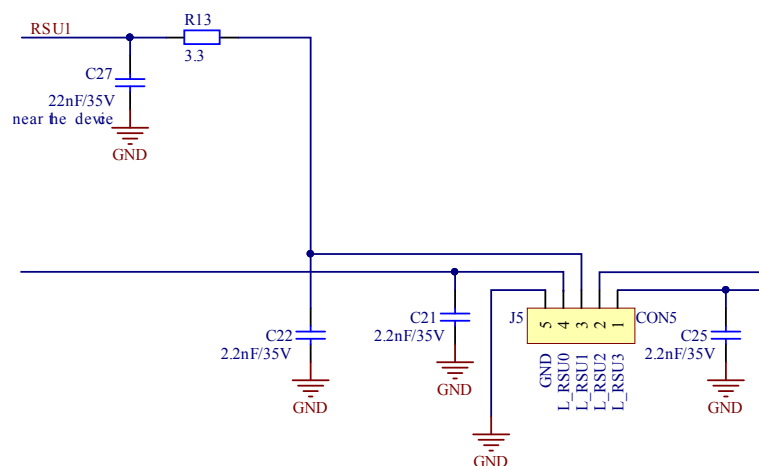 RSU1
R13
3.3
C27
22nF/35V
near the device
GND
C22
2.2nF/35V
GND
C21
2.2nF/35V
GND
J5
5
4
3
2
1
CON5
GND
L_RSU0
L_RSU1
L_RSU2
L_RSU3
C25
2.2nF/35V
GND
GND